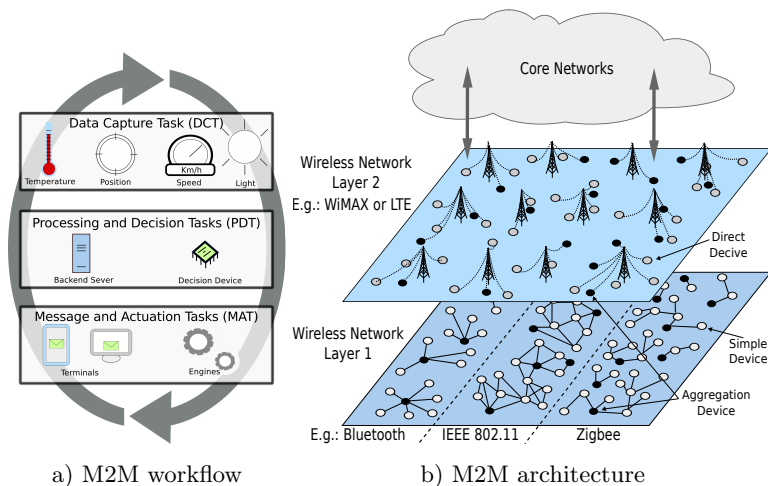 Data Capture Task (DCT)
Temperature
Position
Km/h
Speed
Light
Processing and Decision Tasks (PDT)
Backend Sever
Decision Device
Message and Actuation Tasks (MAT)
Terminals
Engines
a) M2M workflow
Core Networks
Wireless Network
Layer 2
E.g.: WiMAX or LTE
Direct
Decive
Wireless Network
Layer 1
Simple
Device
Aggregation
Device
E.g.: Bluetooth
IEEE 802.11
Zigbee
b) M2M architecture